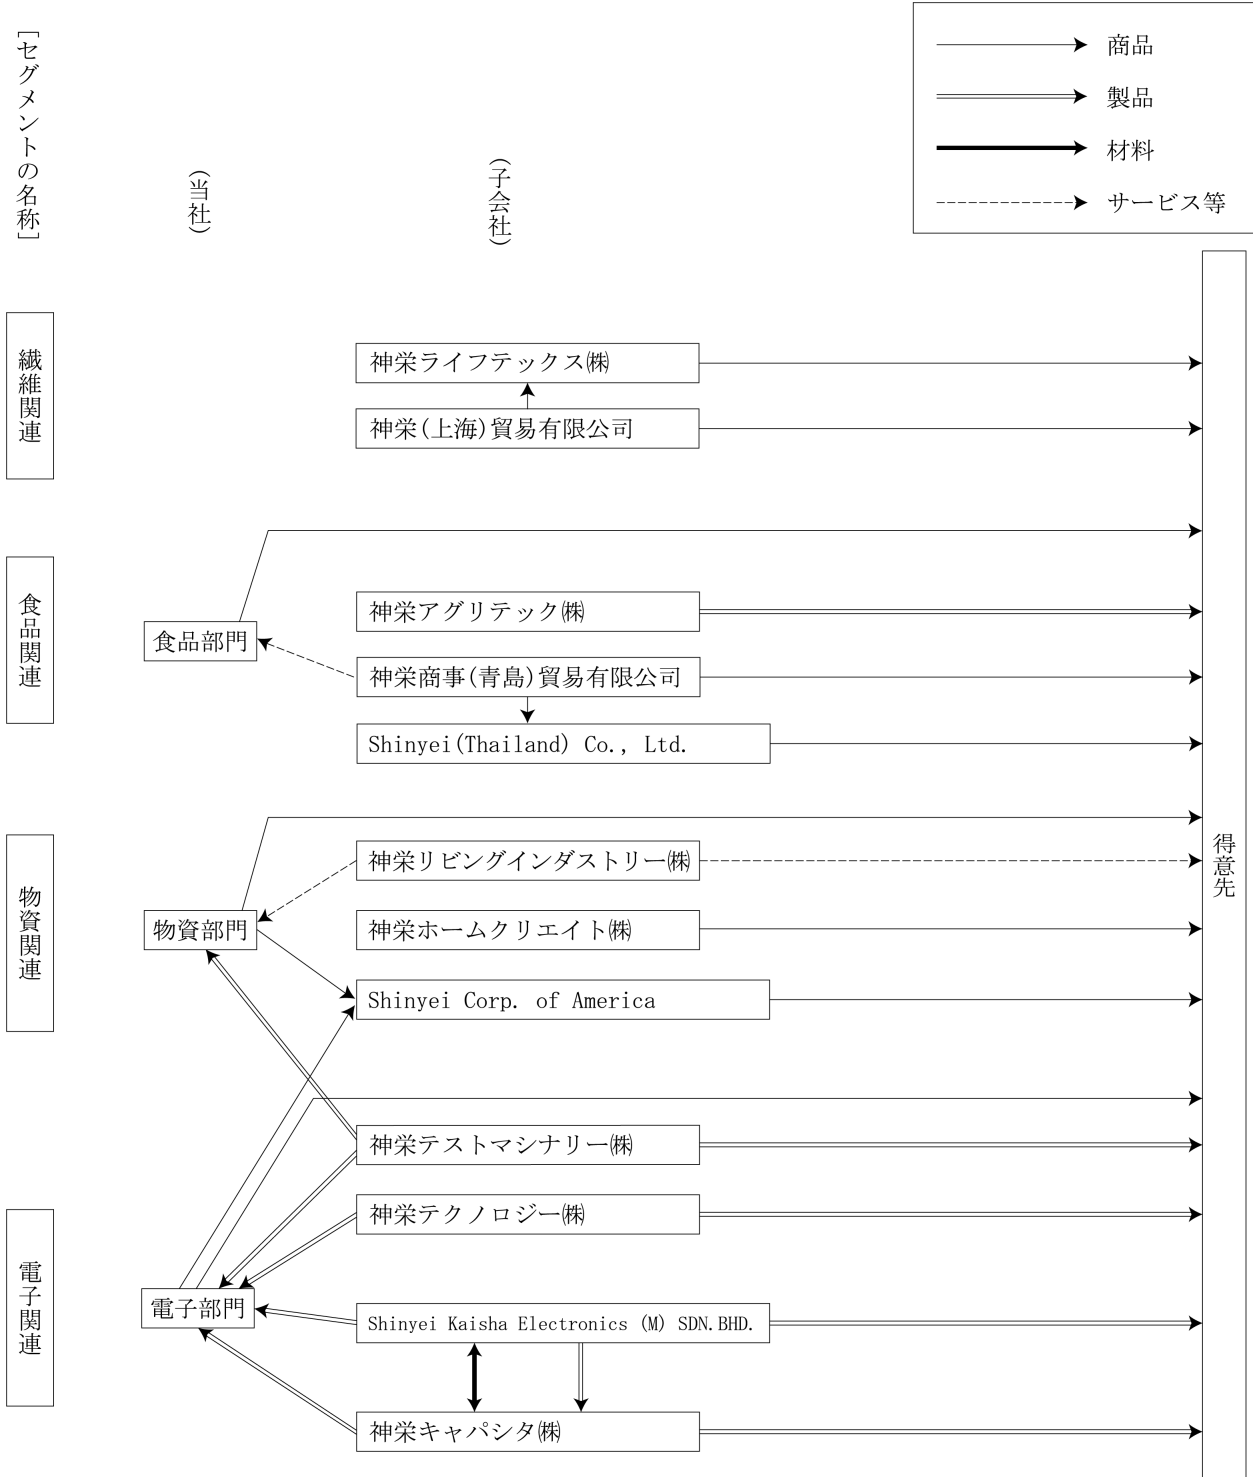 [セグメントの名称]
(当社)
(子会社)
商品
製品
材料
サービス等
繊維関連
神栄ライフテックス㈱
神栄(上海)貿易有限公司
食品関連
食品部門
神栄アグリテック㈱
神栄商事(青島)貿易有限公司
Shinyei(Thailand) Co., Ltd.
物資関連
物資部門
神栄リビングインダストリー㈱
神栄ホームクリエイト㈱
Shinyei Corp. of America
得意先
電子関連
電子部門
神栄テストマシナリー㈱
神栄テクノロジー㈱
Shinyei Kaisha Electronics (M) SDN.BHD.
神栄キャパシタ㈱